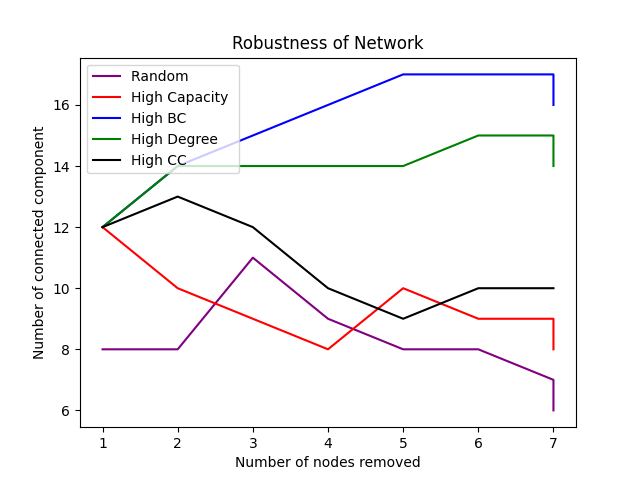 Robustness of Network
Random
High Capacity
High BC
High Degree
High CC
Number of connected component
16
14
12
10
8
6
1 2 3 4 5 6 7
Number of nodes removed